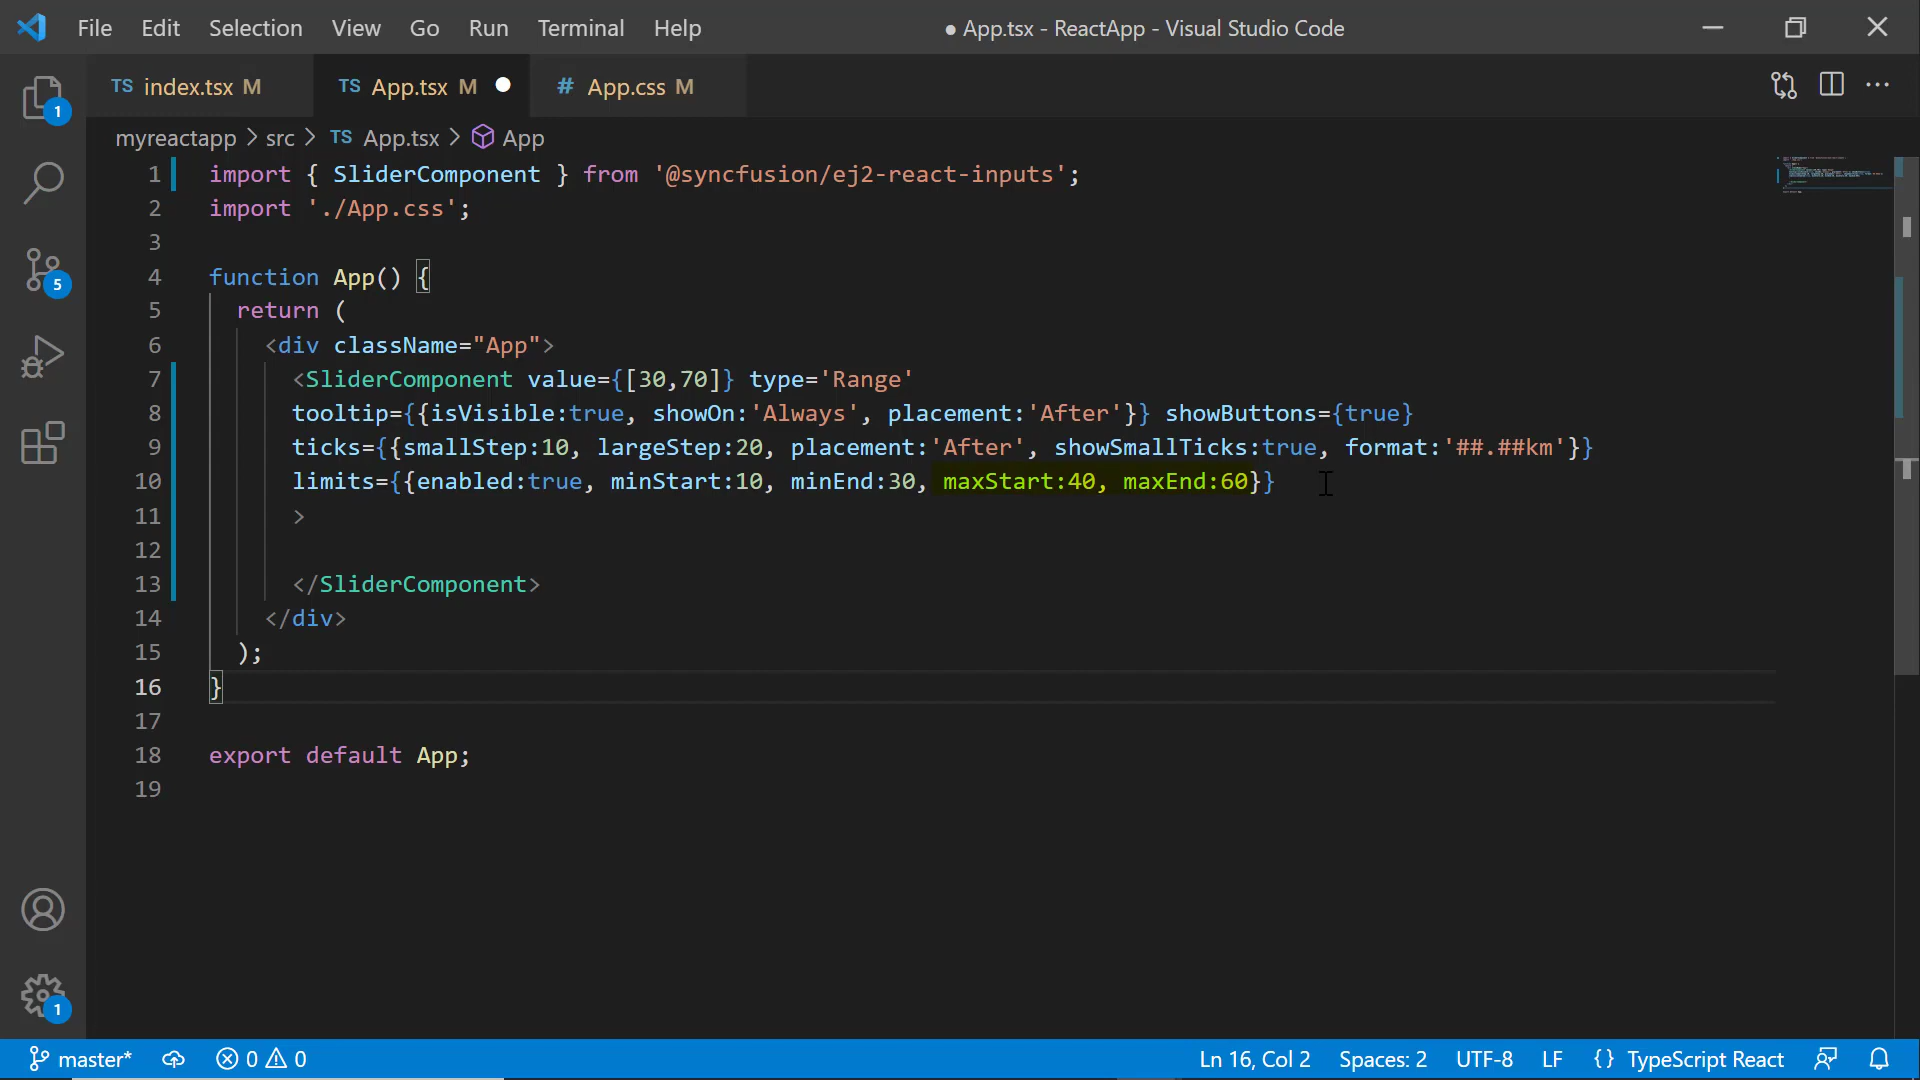 File Edit Selection View Go Run Terminal Help ● App.tsx - ReactApp - Visual Studio Code
TS index.tsx M TS App.tsx M # App.css M
1
myreactapp > src > TS App.tsx > App
1 import { SliderComponent } from '@syncfusion/ej2-react-inputs';
2 import './App.css';
3
4 function App() {
5 return (
6 <div className="App">
7 <SliderComponent value={[30,70]} type='Range'
8 tooltip={{isVisible:true, showOn:'Always', placement:'After'}} showButtons={true}
9 ticks={{smallStep:10, largeStep:20, placement:'After', showSmallTicks:true, format:'##.##km'}}
10 limits={{enabled:true, minStart:10, minEnd:30, maxStart:40, maxEnd:60}}
11 >
12
13 </SliderComponent>
14 </div>
15 );
16 }
17
18 export default App;
19
5
1
master* 0 0 Ln 16, Col 2 Spaces: 2 UTF-8 LF {} TypeScript React